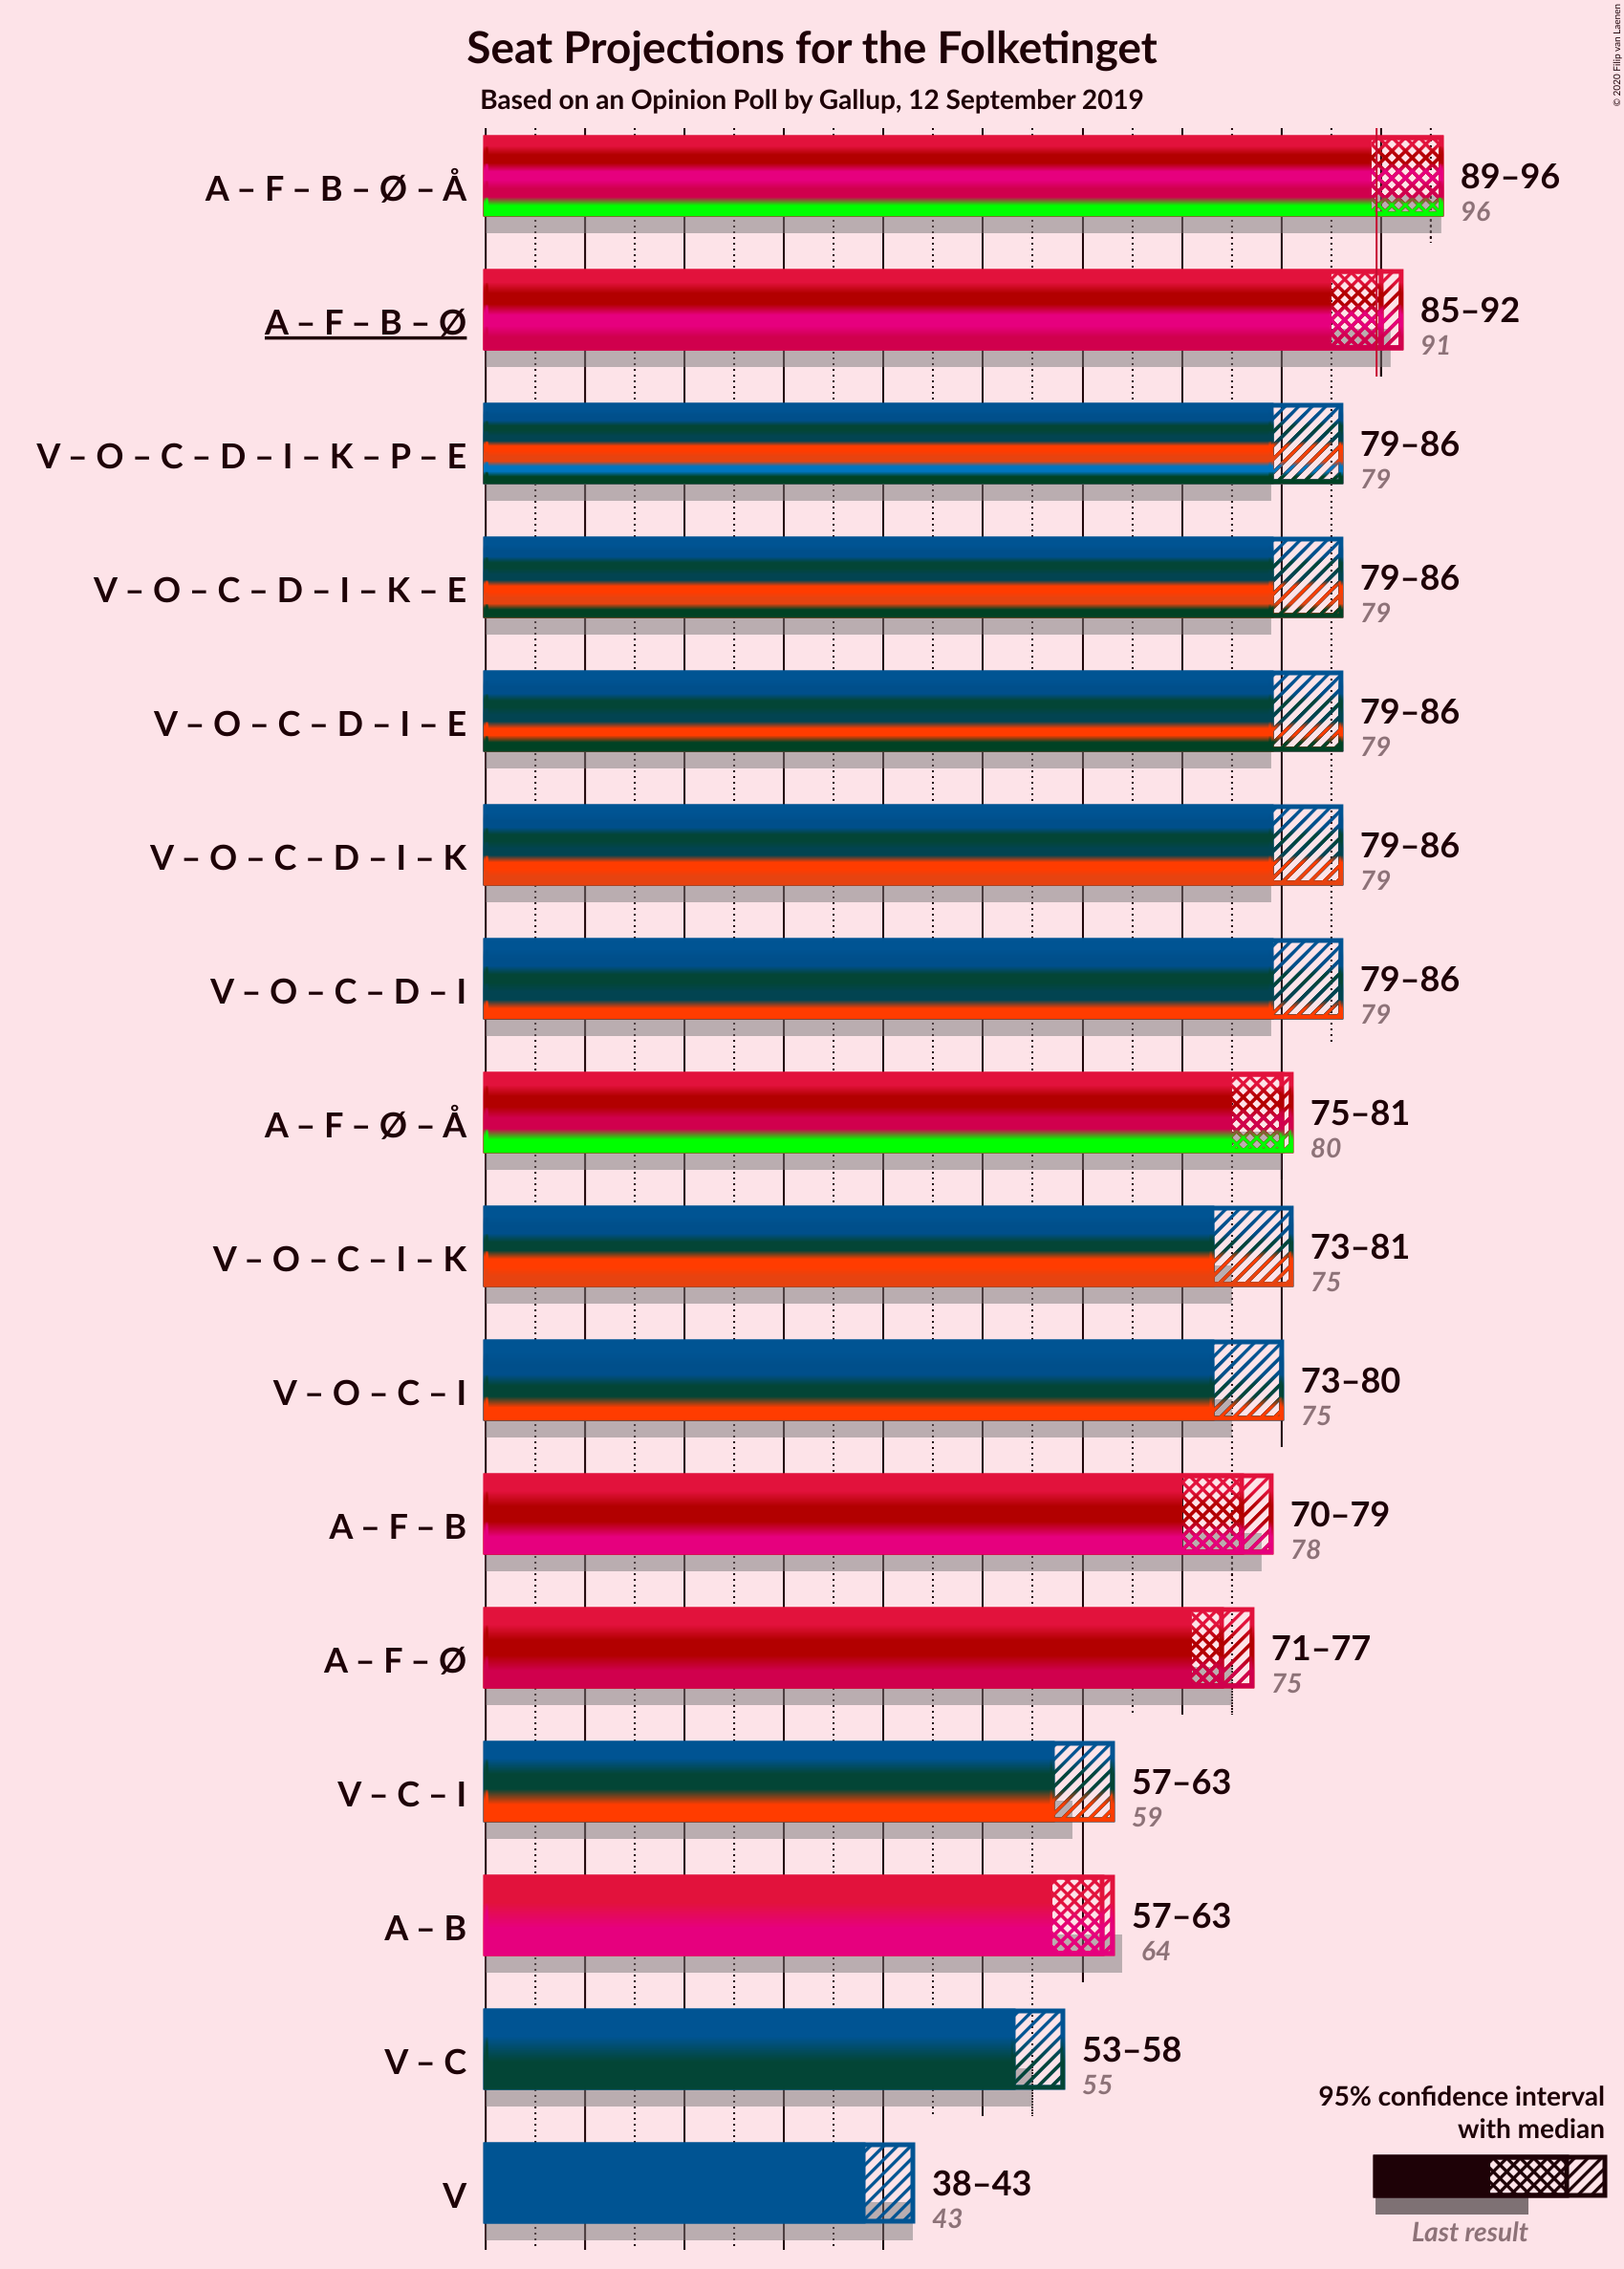 Seat Projections for the Folketinget
Based on an Opinion Poll by Gallup, 12 September 2019
© 2020 Filip van Laenen
A – F – B – Ø – Å
89–96
96
A – F – B – Ø
85–92
91
V – O – C – D – I – K – P – E
79–86
79
V – O – C – D – I – K – E
79–86
79
V – O – C – D – I – E
79–86
79
V – O – C – D – I – K
79–86
79
V – O – C – D – I
79–86
79
A – F – Ø – Å
75–81
80
V – O – C – I – K
73–81
75
V – O – C – I
73–80
75
A – F – B
70–79
78
A – F – Ø
71–77
75
V – C – I
57–63
59
A – B
57–63
64
V – C
53–58
55
V
38–43
43
95% confidence interval
with median
Last result